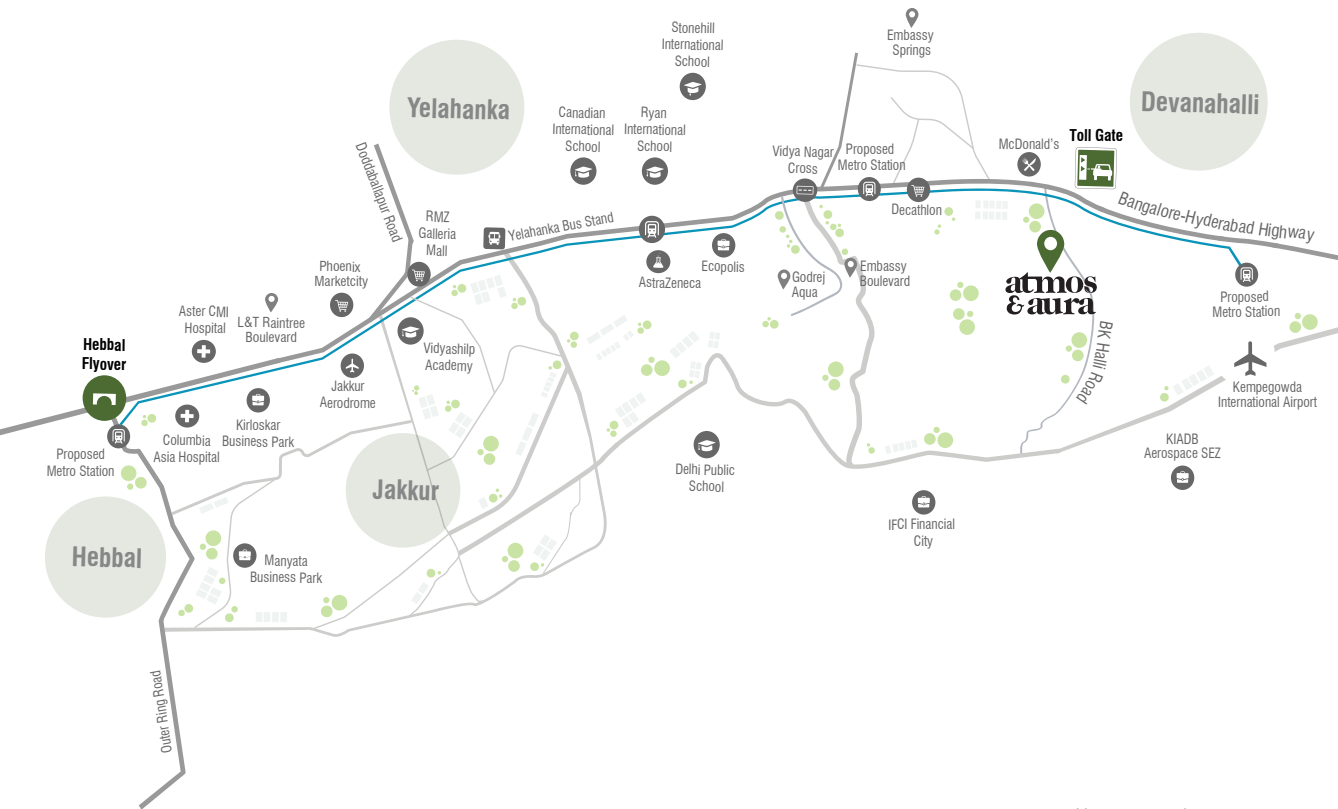 Stonehill
International
School
Embassy
Springs
Yelahanka
Devanahalli
Canadian
International
School
Ryan
International
School
Toll Gate
McDonald's
Vidya Nagar
Cross
Proposed
Metro Station
Doddaballapur Road
RMZ
Galleria
Mall
Yelahanka Bus Stand
Decathlon
Bangalore-Hyderabad Highway
Phoenix
Marketcity
AstraZeneca
Ecopolis
Godrej
Aqua
Embassy
Boulevard
atmos
& aura
Proposed
Metro Station
Aster CMI
Hospital
L&T Raintree
Boulevard
Hebbal
Flyover
Vidyashilp
Academy
BK Halli Road
Jakkur
Aerodrome
Kempegowda
International Airport
Columbia
Asia Hospital
Kirloskar
Business Park
Proposed
Metro Station
KIADB
Aerospace SEZ
Delhi Public
School
Jakkur
IFCI Financial
City
Hebbal
Manyata
Business Park
Outer Ring Road